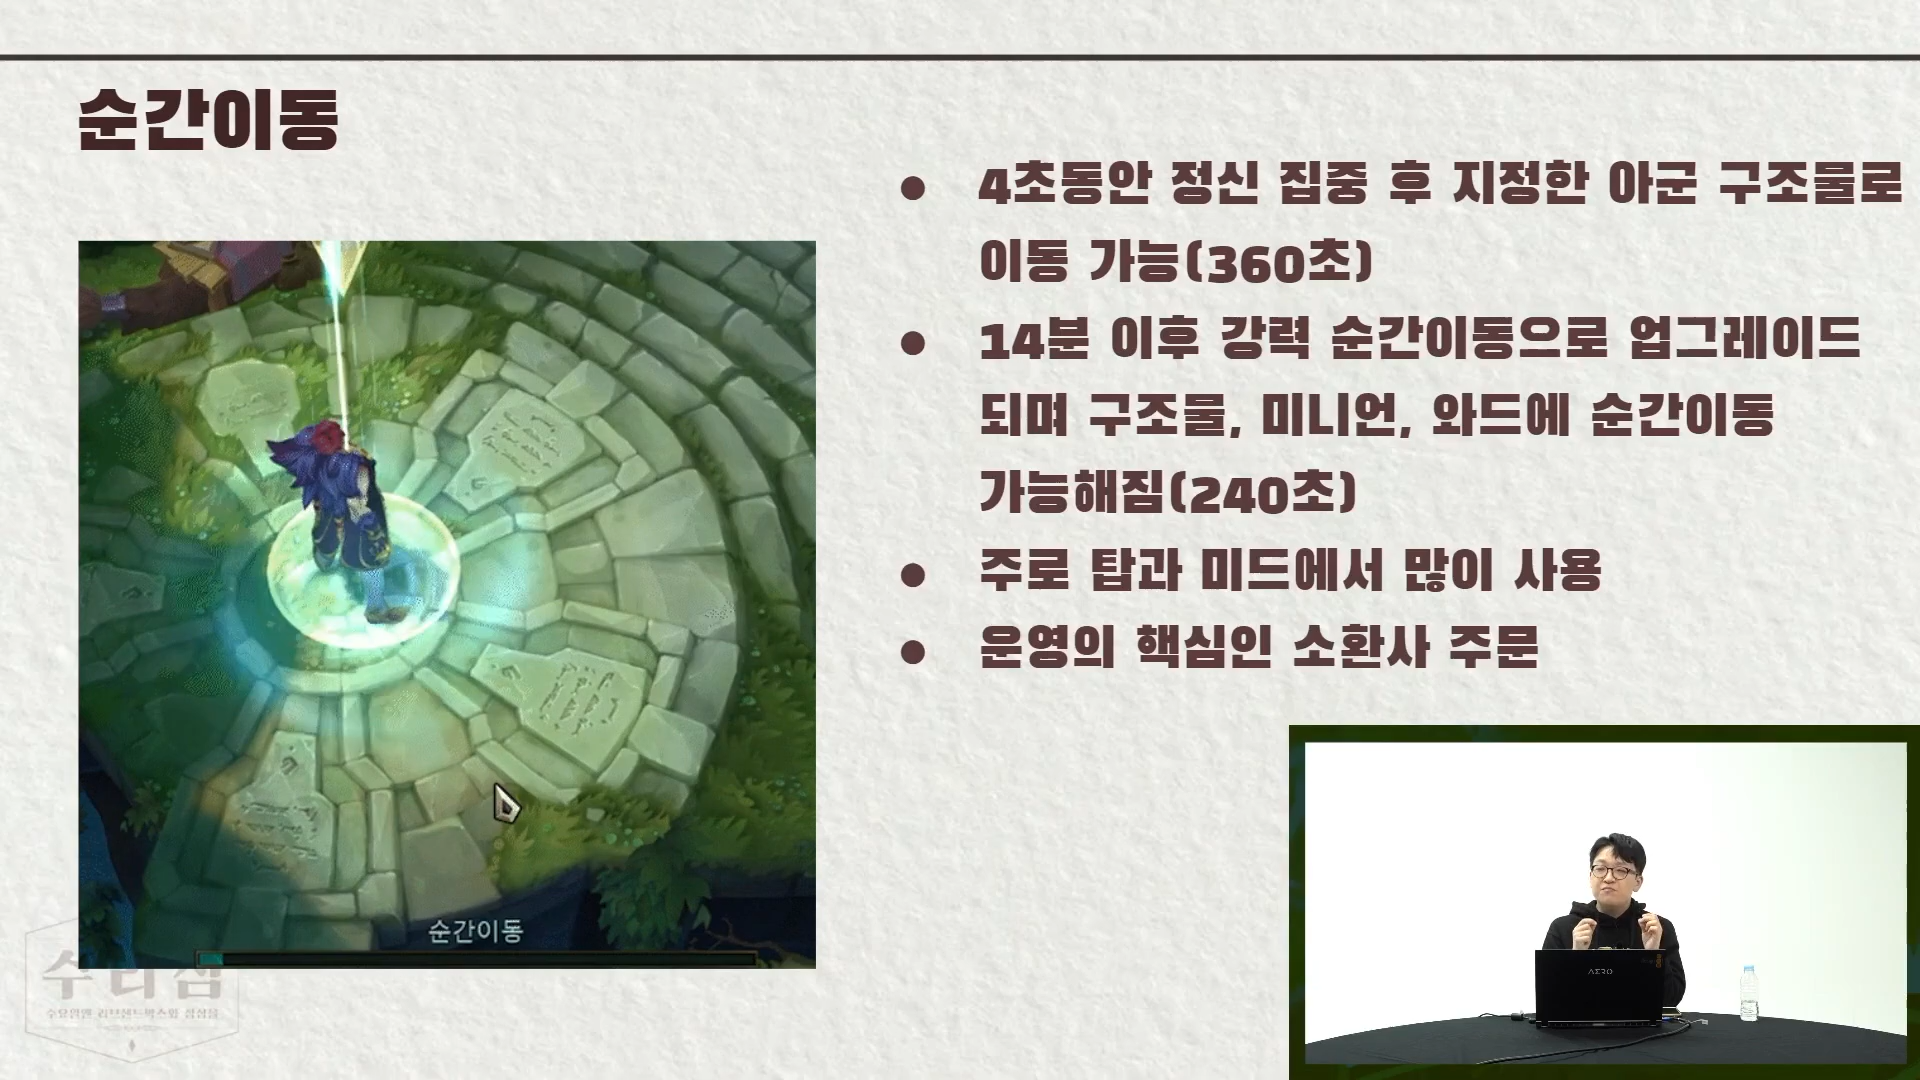 순간이동
● 4초동안 정신 집중 후 지정한 아군 구조물로
이동 가능(360초)
● 14분 이후 강력 순간이동으로 업그레이드
되며 구조물, 미니언, 와드에 순간이동
가능해짐(240초)
● 주로 탑과 미드에서 많이 사용
● 운영의 핵심인 소환사 주문
순간이동
AERO